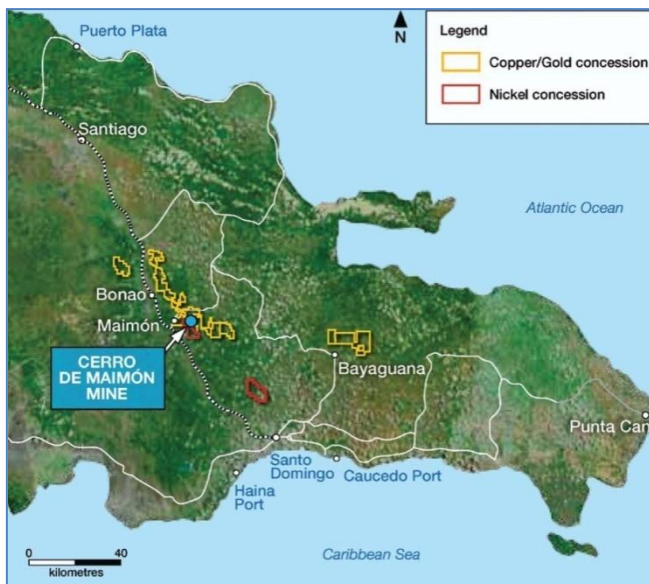 Puerto Plata
N
Legend
Copper/Gold concession
Nickel concession
Santiago
Atlantic Ocean
Bonao
Maimón
CERRO
DE MAIMÓN
MINE
Bayaguana
Punta Can
Santo
Domingo
Caucedo Port
Haina
Port
0 40
kilometres
Caribbean Sea